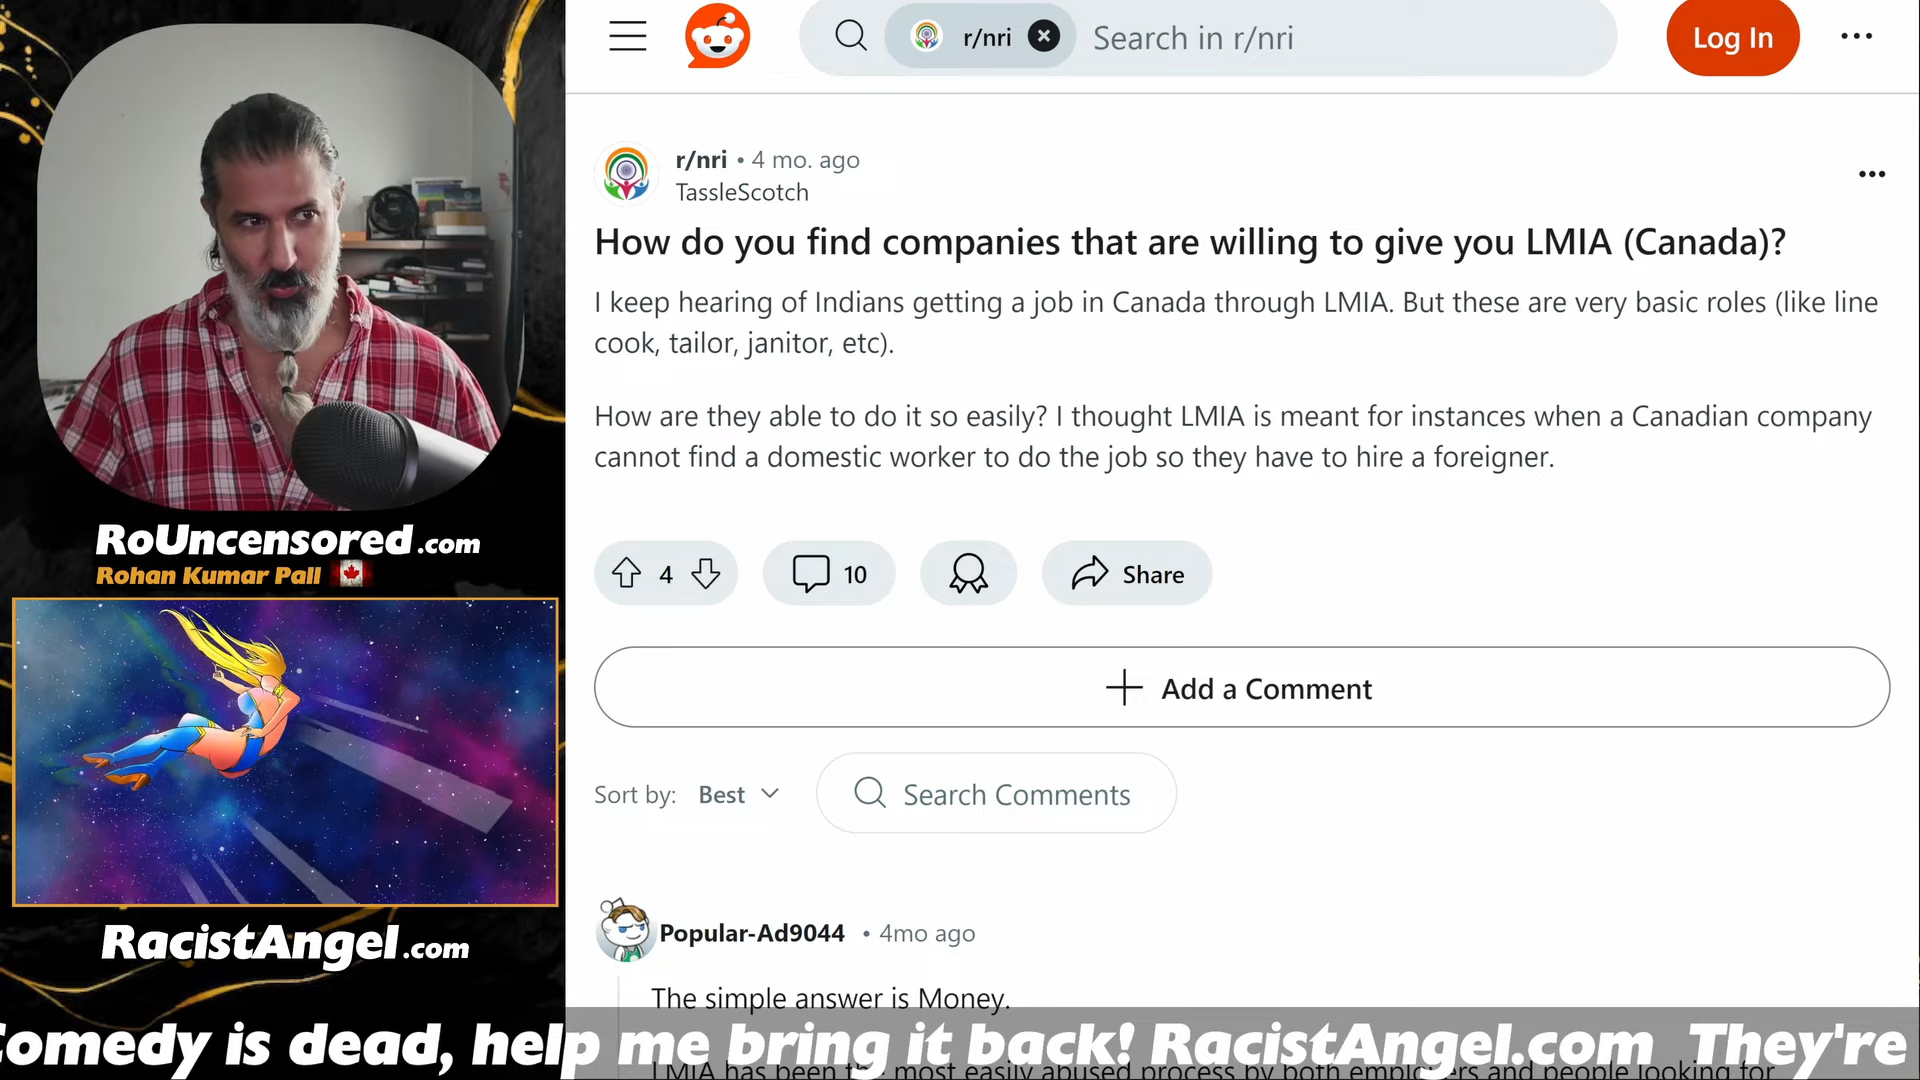 r/nri
Search in r/nri
Log In
r/nri • 4 mo. ago
TassleScotch
How do you find companies that are willing to give you LMIA (Canada)?
I keep hearing of Indians getting a job in Canada through LMIA. But these are very basic roles (like line
cook, tailor, janitor, etc).
How are they able to do it so easily? I thought LMIA is meant for instances when a Canadian company
cannot find a domestic worker to do the job so they have to hire a foreigner.
4
10
Share
Add a Comment
Sort by: Best
Search Comments
Popular-Ad9044 • 4mo ago
The simple answer is Money.
LMIA has been the most easily abused process by both employers and people looking for
RoUncensored.com
Rohan Kumar Pall
RacistAngel.com
Comedy is dead, help me bring it back! RacistAngel.com They're